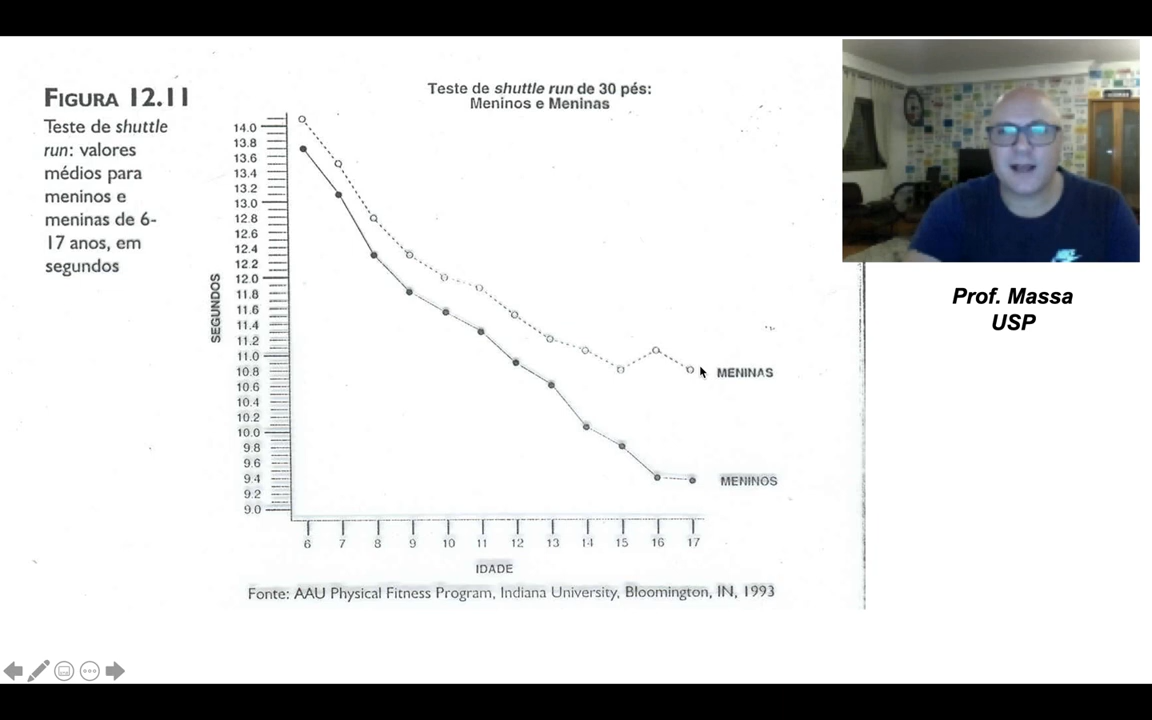 FIGURA 12.11
Teste de shuttle
run: valores
médios para
meninos e
meninas de 6-
17 anos, em
segundos
Teste de shuttle run de 30 pés:
Meninos e Meninas
SEGUNDOS
14.0
13.8
13.6
13.4
13.2
13.0
12.8
12.6
12.4
12.2
12.0
11.8
11.6
11.4
11.2
11.0
10.8
10.6
10.4
10.2
10.0
9.8
9.6
9.4
9.2
9.0
MENINAS
MENINOS
6 7 8 9 10 11 12 13 14 15 16 17
IDADE
Fonte: AAU Physical Fitness Program, Indiana University, Bloomington, IN, 1993
NIKE
Prof. Massa
USP